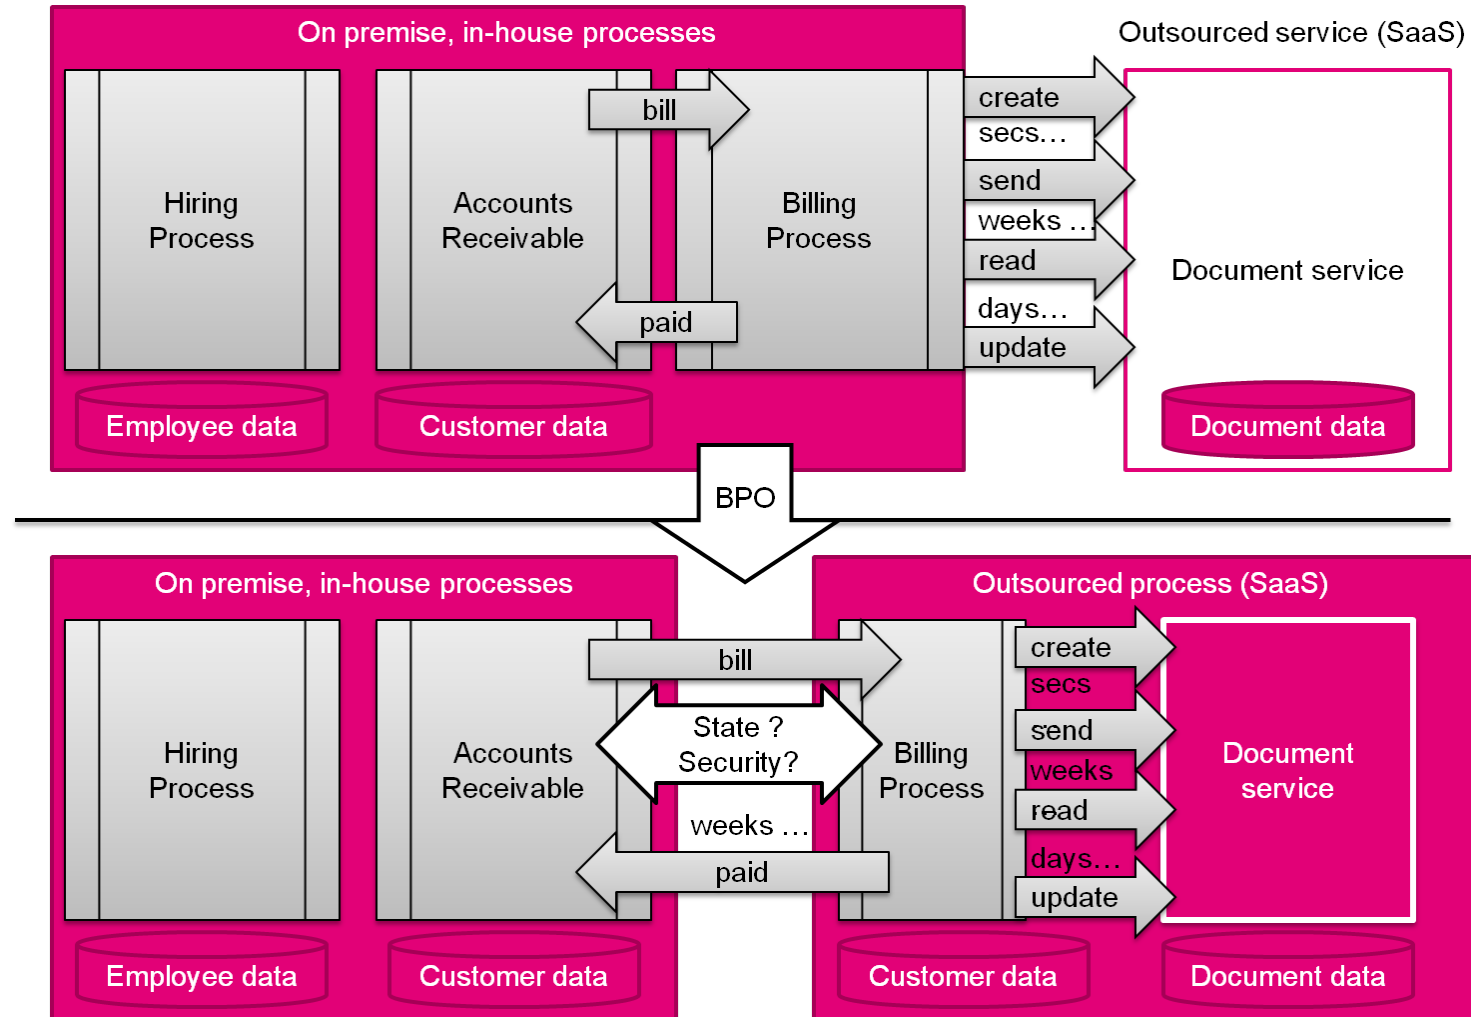 On premise, in-house processes
Outsourced service (SaaS)
Hiring
Process
Accounts
Receivable
Billing
Process
bill
paid
create
secs...
send
weeks ...
read
days...
update
Document service
Employee data
Customer data
Document data
BPO
On premise, in-house processes
Outsourced process (SaaS)
Hiring
Process
Accounts
Receivable
bill
State ?
Security?
weeks ...
paid
Billing
Process
create
secs
send
weeks
read
days...
update
Document
service
Employee data
Customer data
Customer data
Document data